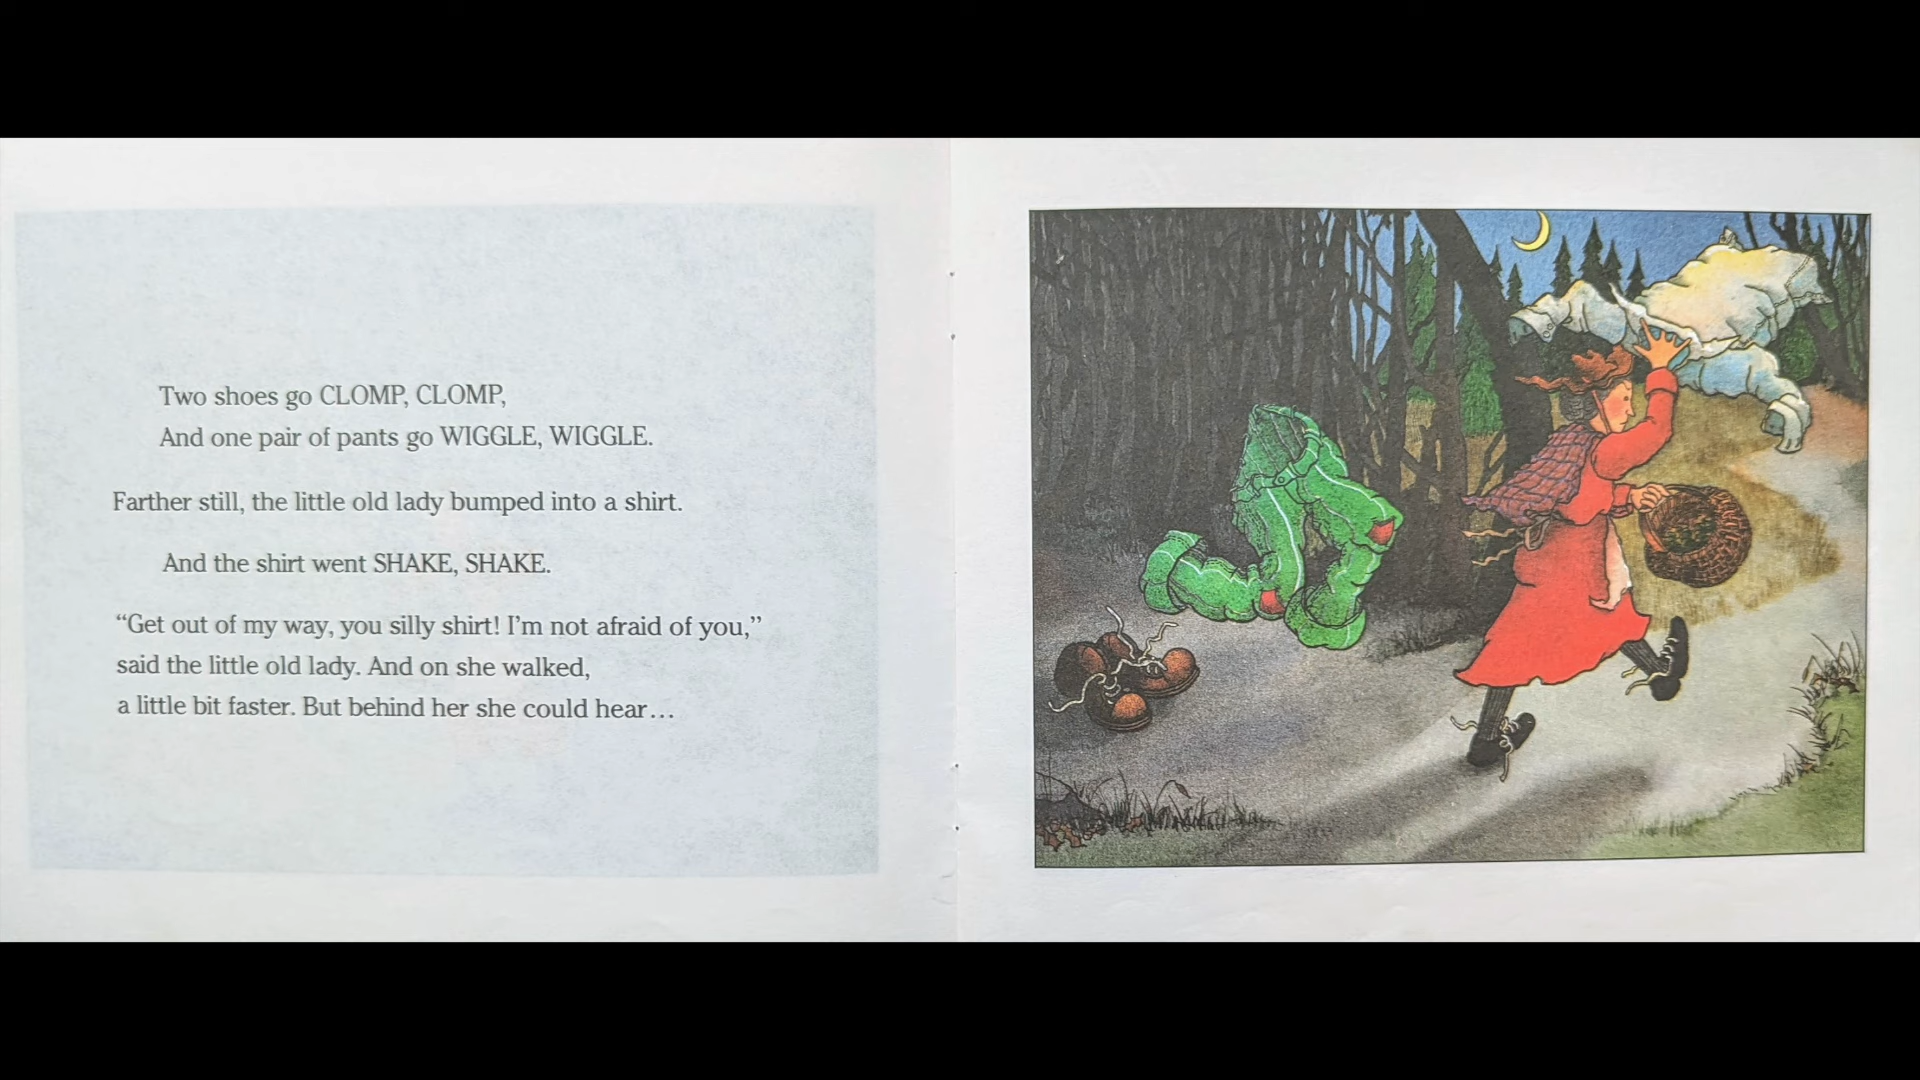 Two shoes go CLOMP, CLOMP,
And one pair of pants go WIGGLE, WIGGLE.
Farther still, the little old lady bumped into a shirt.
And the shirt went SHAKE, SHAKE.
“Get out of my way, you silly shirt! I’m not afraid of you,”
said the little old lady. And on she walked,
a little bit faster. But behind her she could hear…